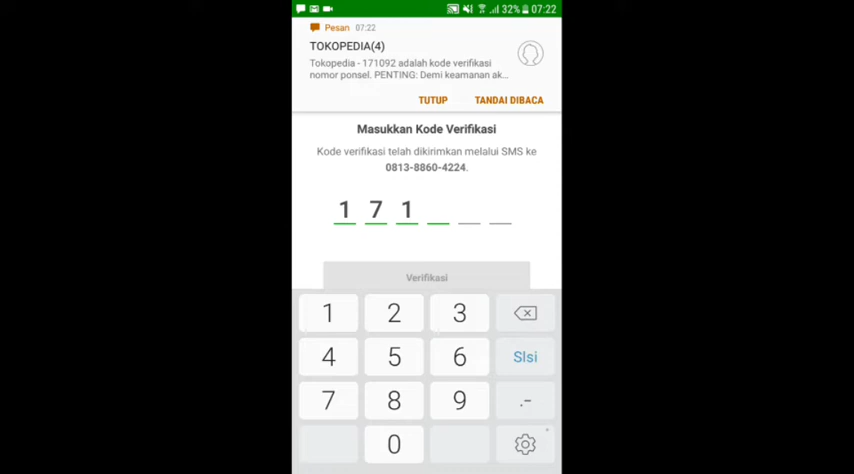 32% 07:22
Pesan 07:22
TOKOPEDIA(4)
Tokopedia - 171092 adalah kode verifikasi
nomor ponsel. PENTING: Demi keamanan ak...
TUTUP TANDAI DIBACA
Masukkan Kode Verifikasi
Kode verifikasi telah dikirimkan melalui SMS ke
0813-8860-4224.
1 7 1
Verifikasi
1 2 3
4 5 6 Slsi
7 8 9 .-
0